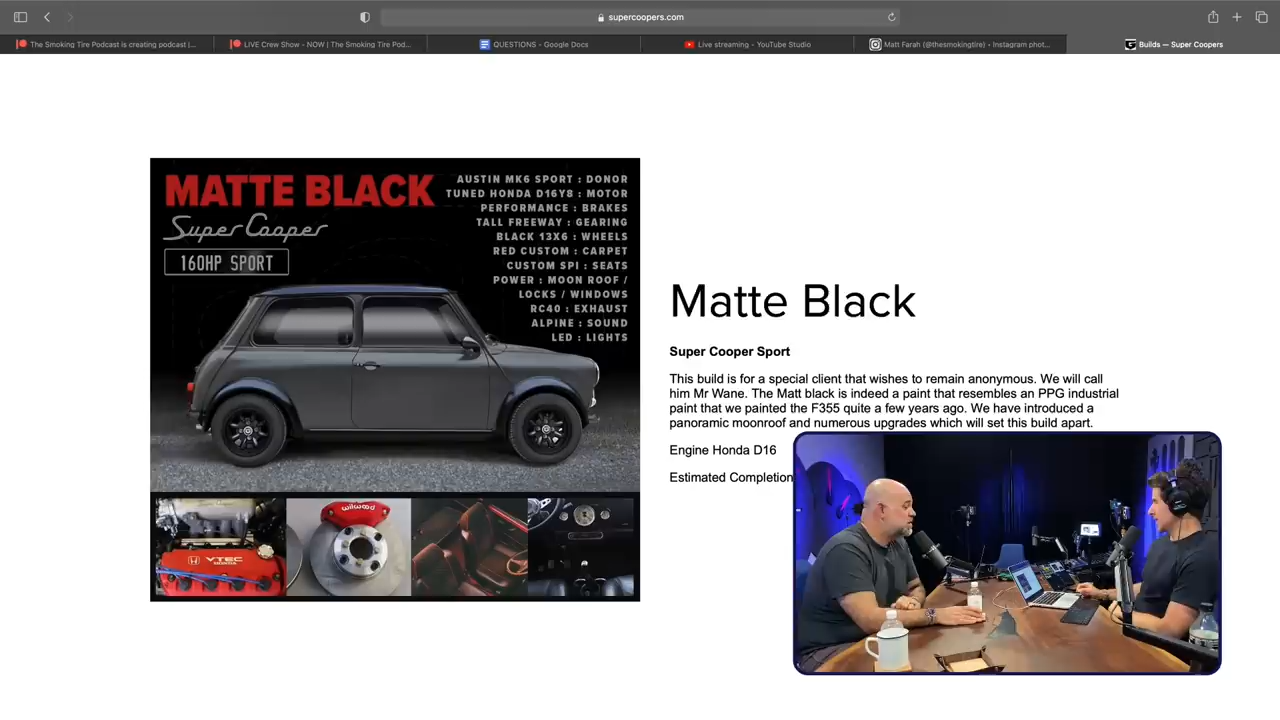 supercoopers.com
The Smoking Tire Podcast is creating podcast (...
LIVE Crew Show - NOW | The Smoking Tire Pod...
QUESTIONS - Google Docs
Live streaming - YouTube Studio
Matt Farah (@thesmokingtire) • Instagram phot...
Builds — Super Coopers
MATTE BLACK
Super Cooper
160HP SPORT
AUSTIN MK6 SPORT : DONOR
TUNED HONDA D16Y8 : MOTOR
PERFORMANCE : BRAKES
TALL FREEWAY : GEARING
BLACK 13X6 : WHEELS
RED CUSTOM : CARPET
CUSTOM SPI : SEATS
POWER : MOON ROOF /
LOCKS / WINDOWS
RC40 : EXHAUST
ALPINE : SOUND
LED : LIGHTS
wilwood
VTEC
HONDA
Matte Black
Super Cooper Sport
This build is for a special client that wishes to remain anonymous. We will call
him Mr Wane. The Matt black is indeed a paint that resembles an PPG industrial
paint that we painted the F355 quite a few years ago. We have introduced a
panoramic moonroof and numerous upgrades which will set this build apart.
Engine Honda D16
Estimated Completion